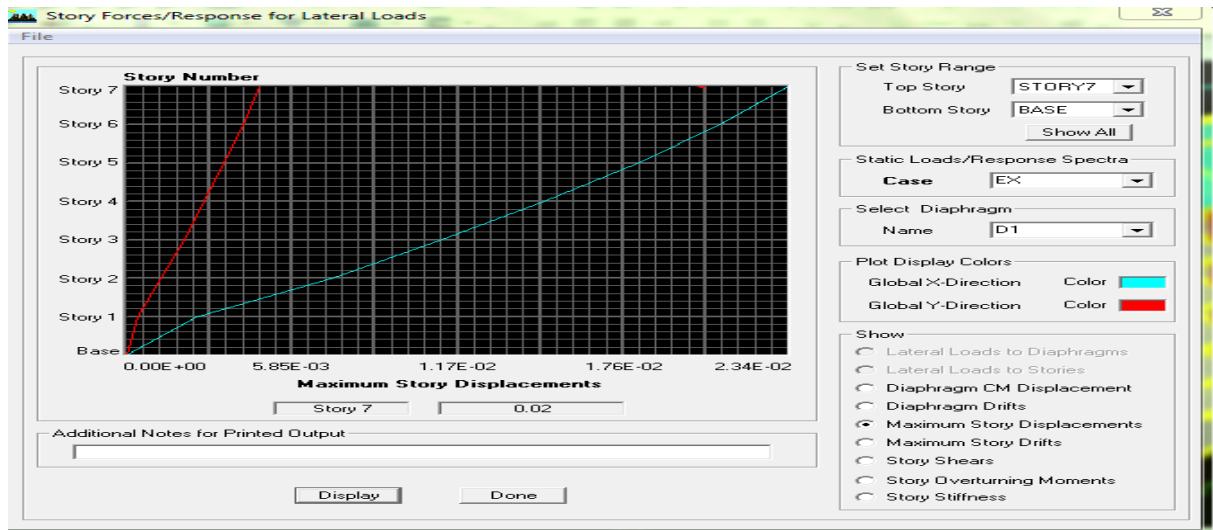 Story Forces/Response for Lateral Loads
File
Story Number
Story 7
Story 6
Story 5
Story 4
Story 3
Story 2
Story 1
Base
0.00E+00 5.85E-03 1.17E-02 1.76E-02 2.34E-02
Maximum Story Displacements
Story 7 0.02
Additional Notes for Printed Output
Display Done
Set Story Range
Top Story STORY7
Bottom Story BASE
Show All
Static Loads/Response Spectra
Case EX
Select Diaphragm
Name D1
Plot Display Colors
Global X-Direction Color
Global Y-Direction Color
Show
Lateral Loads to Diaphragms
Lateral Loads to Stories
Diaphragm CM Displacement
Diaphragm Drifts
Maximum Story Displacements
Maximum Story Drifts
Story Shears
Story Overturning Moments
Story Stiffness